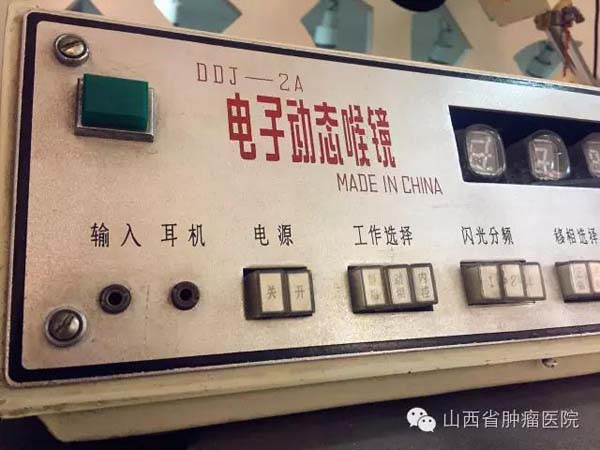 DDJ—2A
电子动态喉镜
MADE IN CHINA
输入 耳机 电源 工作选择 闪光分频 移相选择
关 开 内控
山西省肿瘤医院